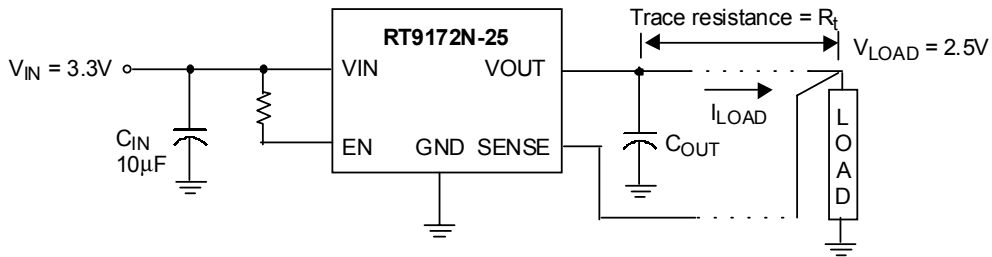 Trace resistance = Rt
RT9172N-25
VLOAD = 2.5V
VIN = 3.3V
VIN
VOUT
ILOAD
CIN
10μF
EN
GND
SENSE
COUT
LOAD